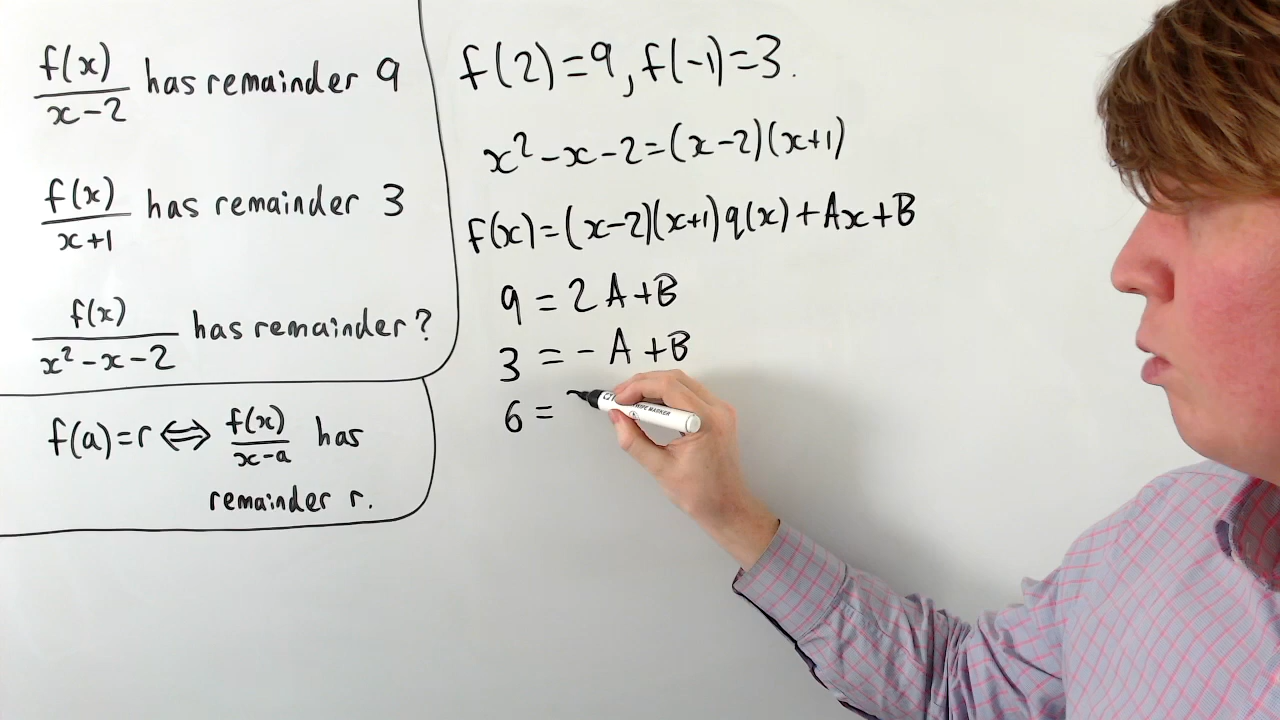 f(x)/x-2 has remainder 9
f(x)/x+1 has remainder 3
f(x)/x²-x-2 has remainder?
f(a)=r⇔f(x)/x-a has
remainder r.
f(2)=9, f(-1)=3.
x²-x-2=(x-2)(x+1)
f(x)=(x-2)(x+1)q(x)+Ax+B
9=2A+B
3=-A+B
6=